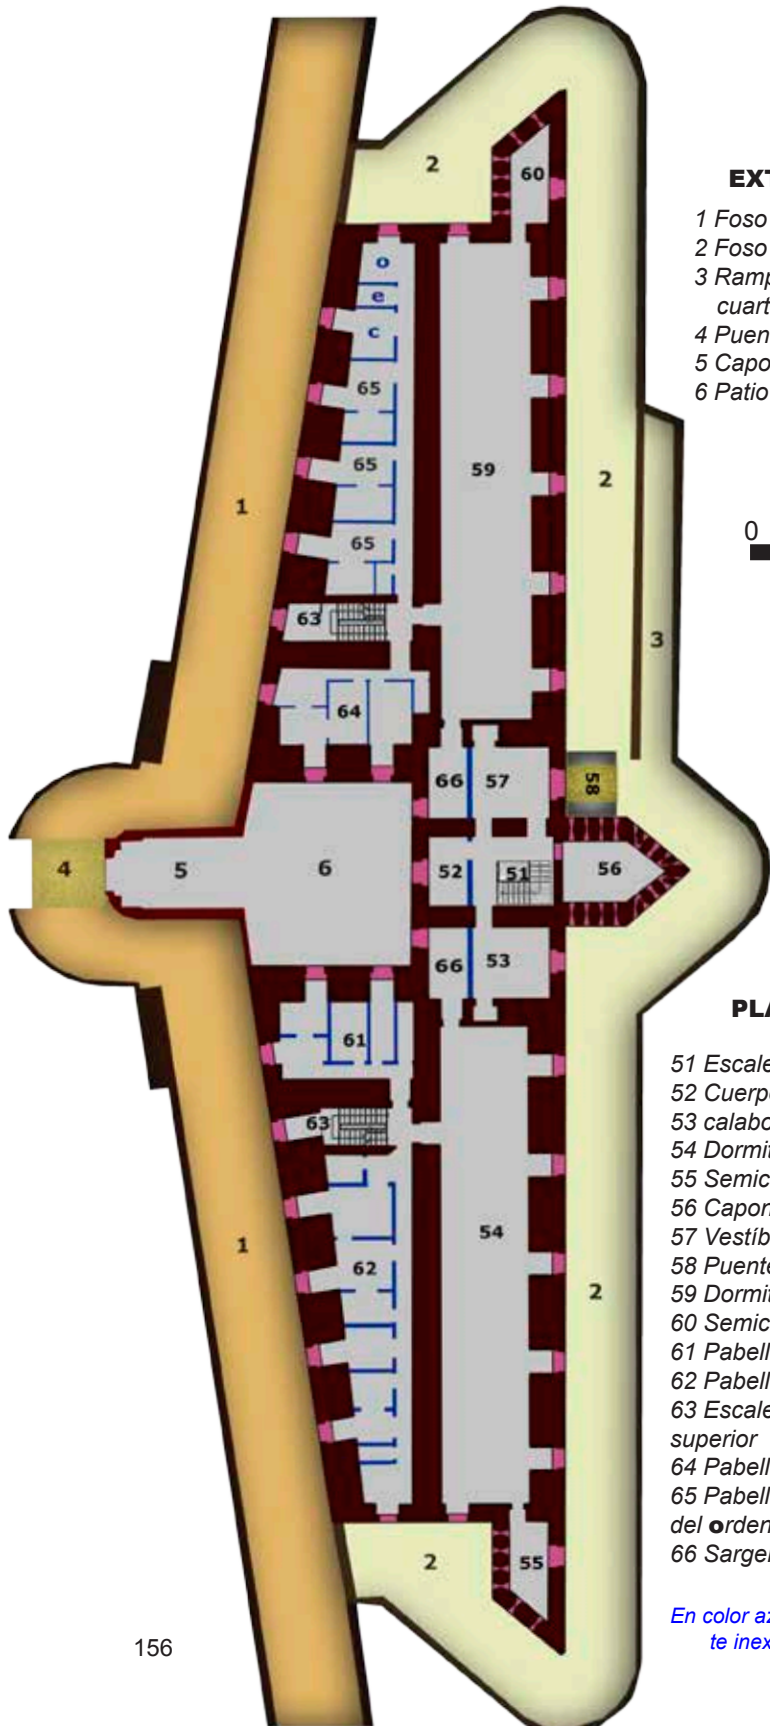 2
60
o
e
c
65
65
59
1
2
65
63
3
64
66
57
58
4
5
6
52
51
56
66
53
61
63
54
1
62
2
2
55
EXT
1 Foso
2 Foso
3 Ramp
cuart
4 Puen
5 Capo
6 Patio
0
PLA
51 Escale
52 Cuerp
53 calabo
54 Dormit
55 Semic
56 Capon
57 Vestíb
58 Puente
59 Dormit
60 Semic
61 Pabell
62 Pabell
63 Escale
superior
64 Pabell
65 Pabell
del orden
66 Sarge
En color az
te inex
156